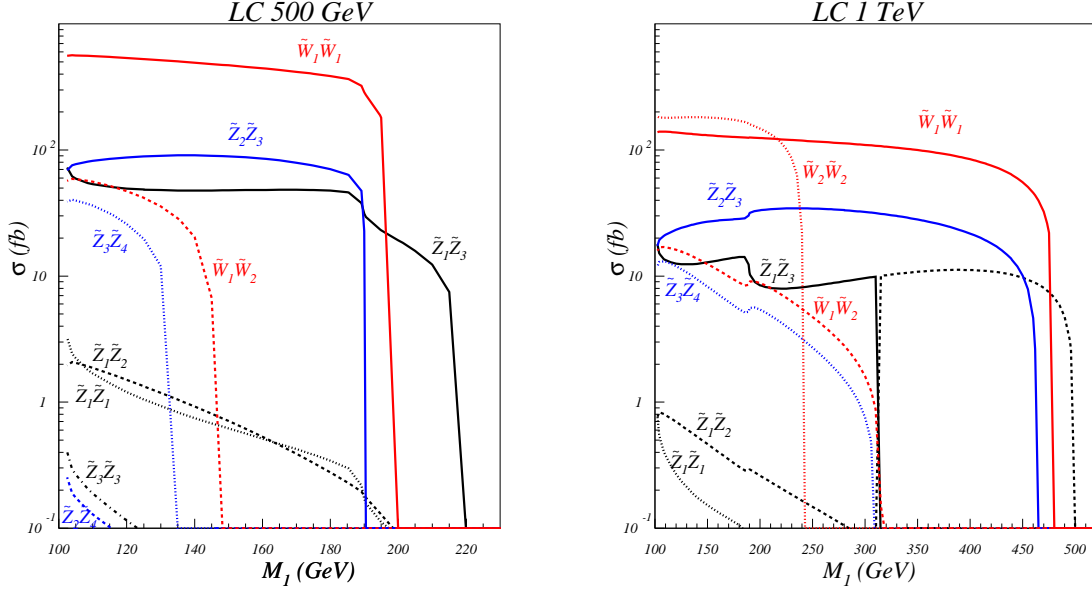 LC 500 GeV
σ (fb)
10²
10
1
10⁻¹
W̃₁W̃₁
Z̃₂Z̃₃
Z̃₃Z̃₄
W̃₁W̃₂
Z̃₁Z̃₃
Z̃₁Z̃₂
Z̃₁Z̃₁
Z̃₃Z̃₃
Z̃₂Z̃₄
100 120 140 160 180 200 220
M₁ (GeV)
LC 1 TeV
σ (fb)
10²
10
1
10⁻¹
W̃₁W̃₁
W̃₂W̃₂
Z̃₂Z̃₃
Z̃₁Z̃₃
Z̃₃Z̃₄
W̃₁W̃₂
Z̃₁Z̃₂
Z̃₁Z̃₁
100 150 200 250 300 350 400 450 500
M₁ (GeV)